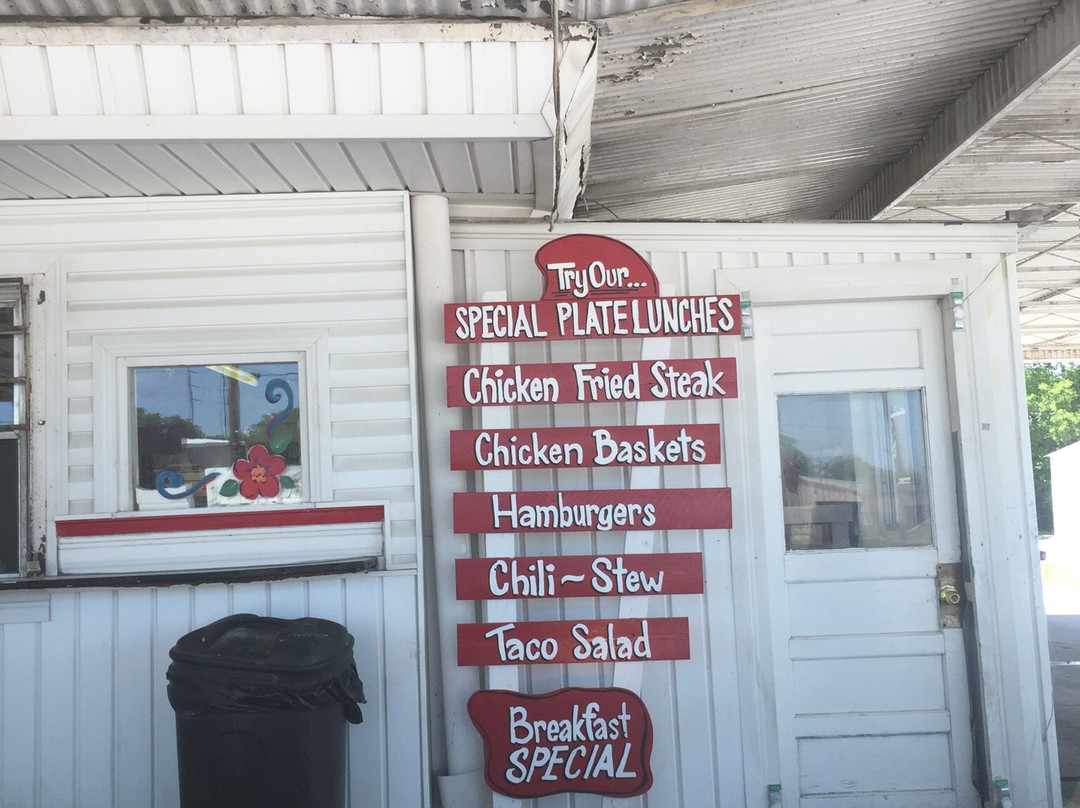 Try Our...
SPECIAL PLATE LUNCHES
Chicken Fried Steak
Chicken Baskets
Hamburgers
Chili ~ Stew
Taco Salad
Breakfast
SPECIAL